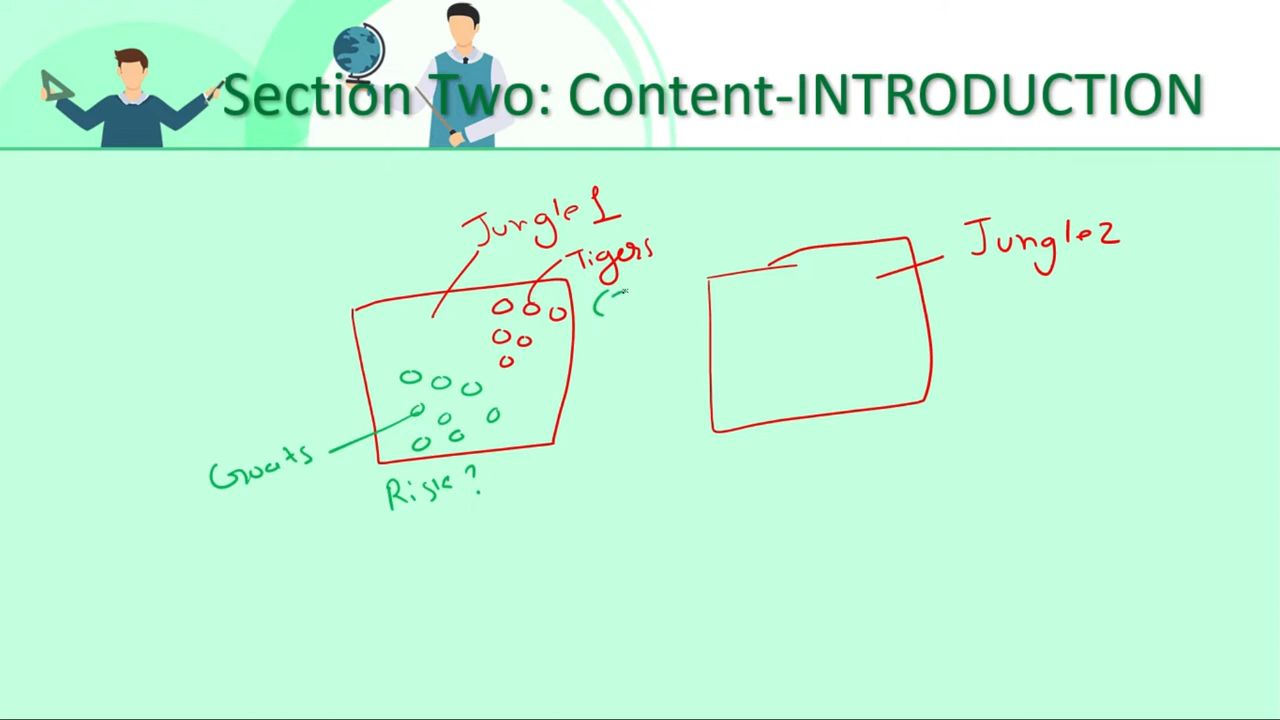 Section Two: Content-INTRODUCTION
Jungle 1
Tigers
(
Jungle 2
Goats
Risk?